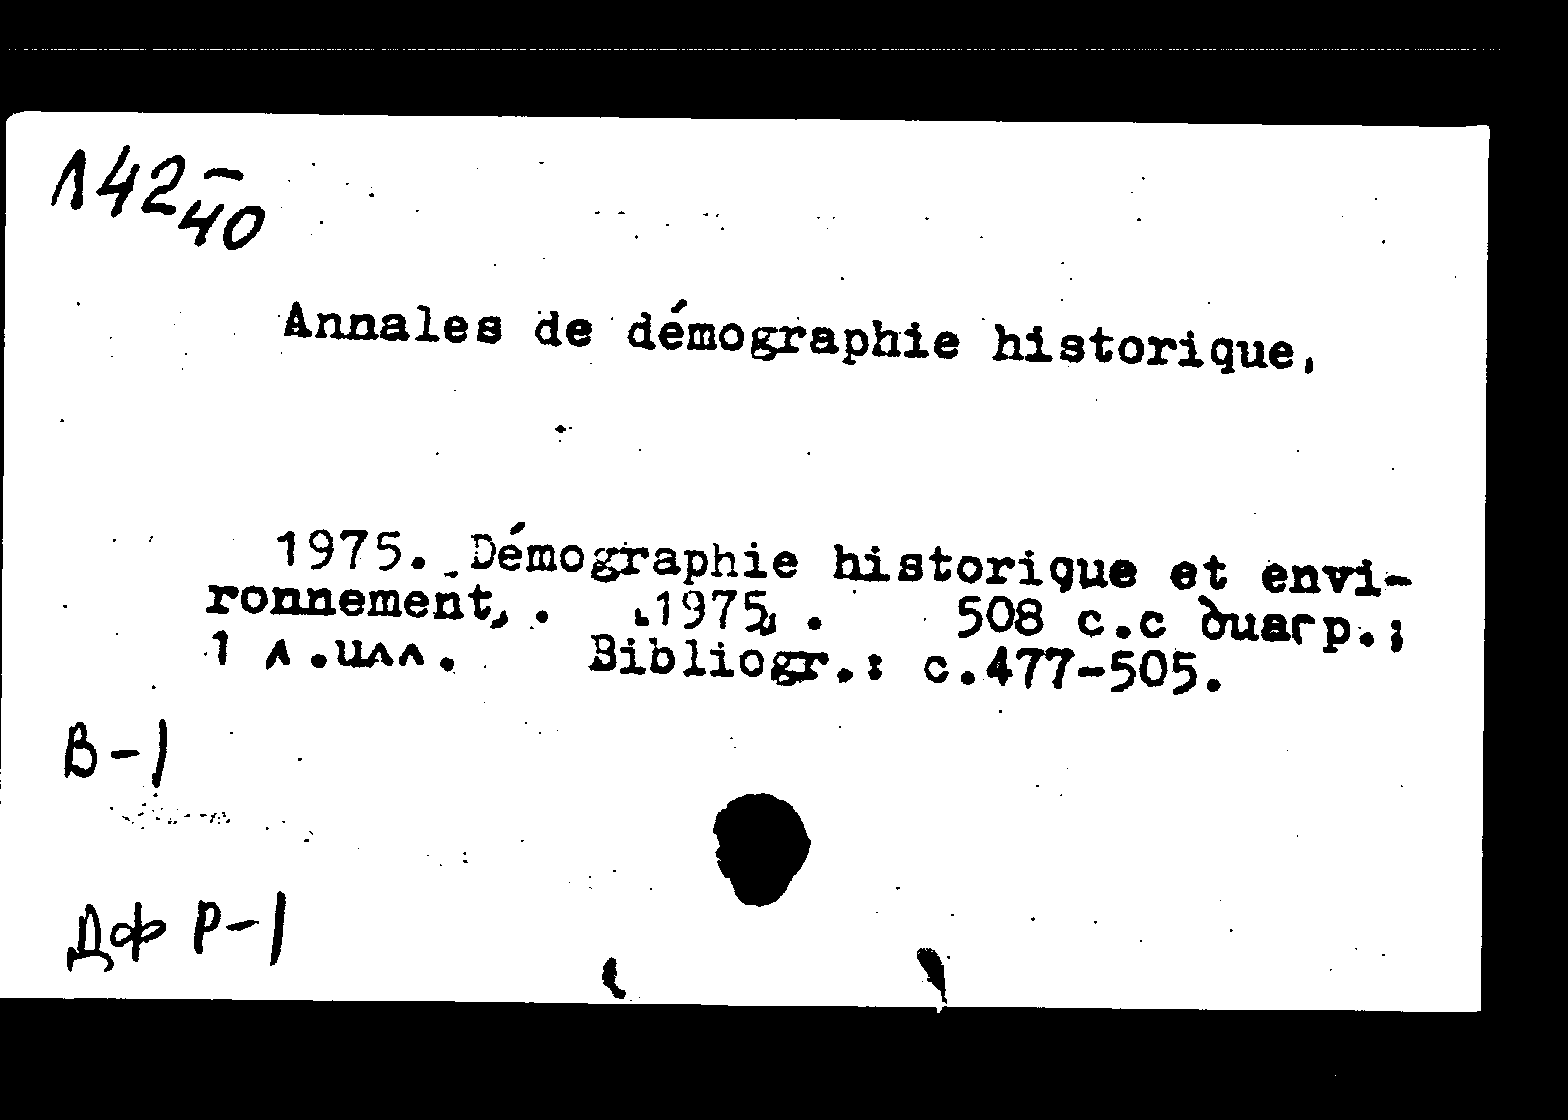 Л42-
40
Annales de démographie historique.
1975. Démographie historique et envi-
ronnement, . 1975, . 508 с.с диагр.;
1 л.илл. Bibliogr.: с.477-505.
В-1
ДФ Р-1